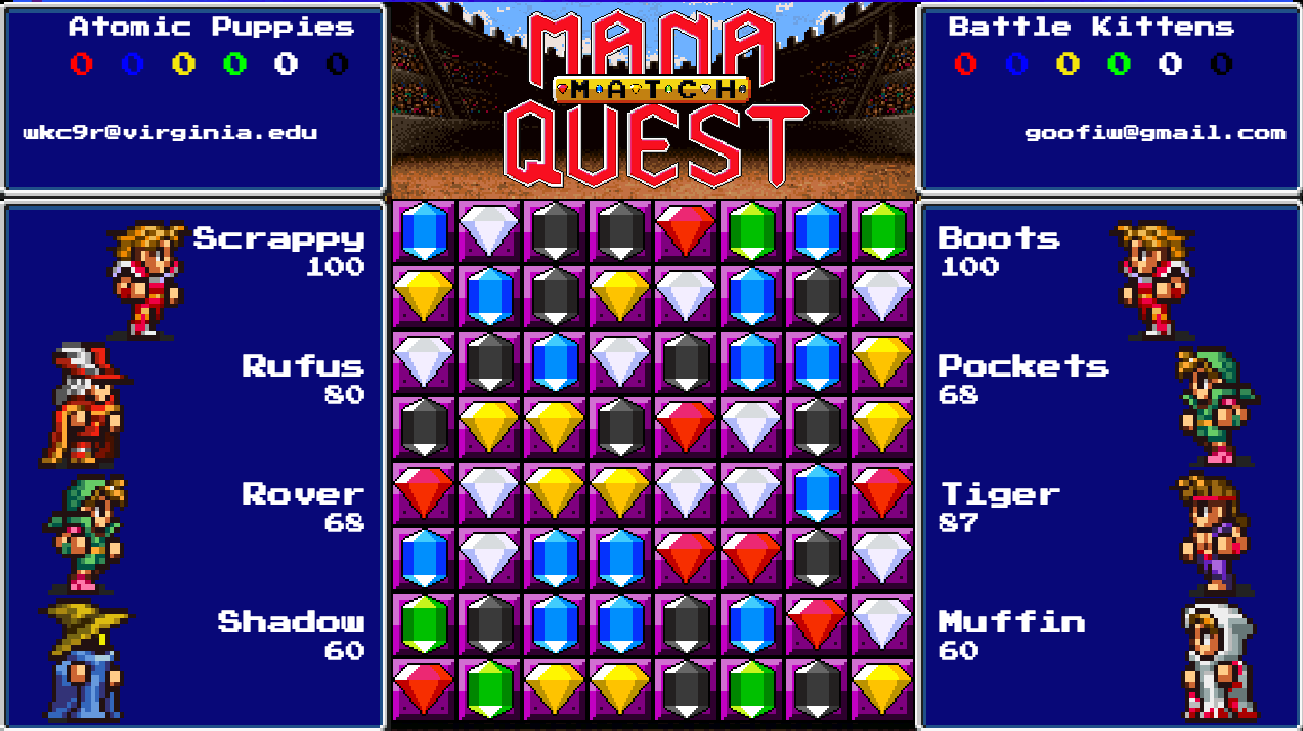 Atomic Puppies
0 0 0 0 0 0
wkc9r@virginia.edu
MANA
MATCH
QUEST
Battle Kittens
0 0 0 0 0 0
goofiw@gmail.com
Scrappy
100
Rufus
80
Rover
68
Shadow
60
Boots
100
Pockets
68
Tiger
87
Muffin
60